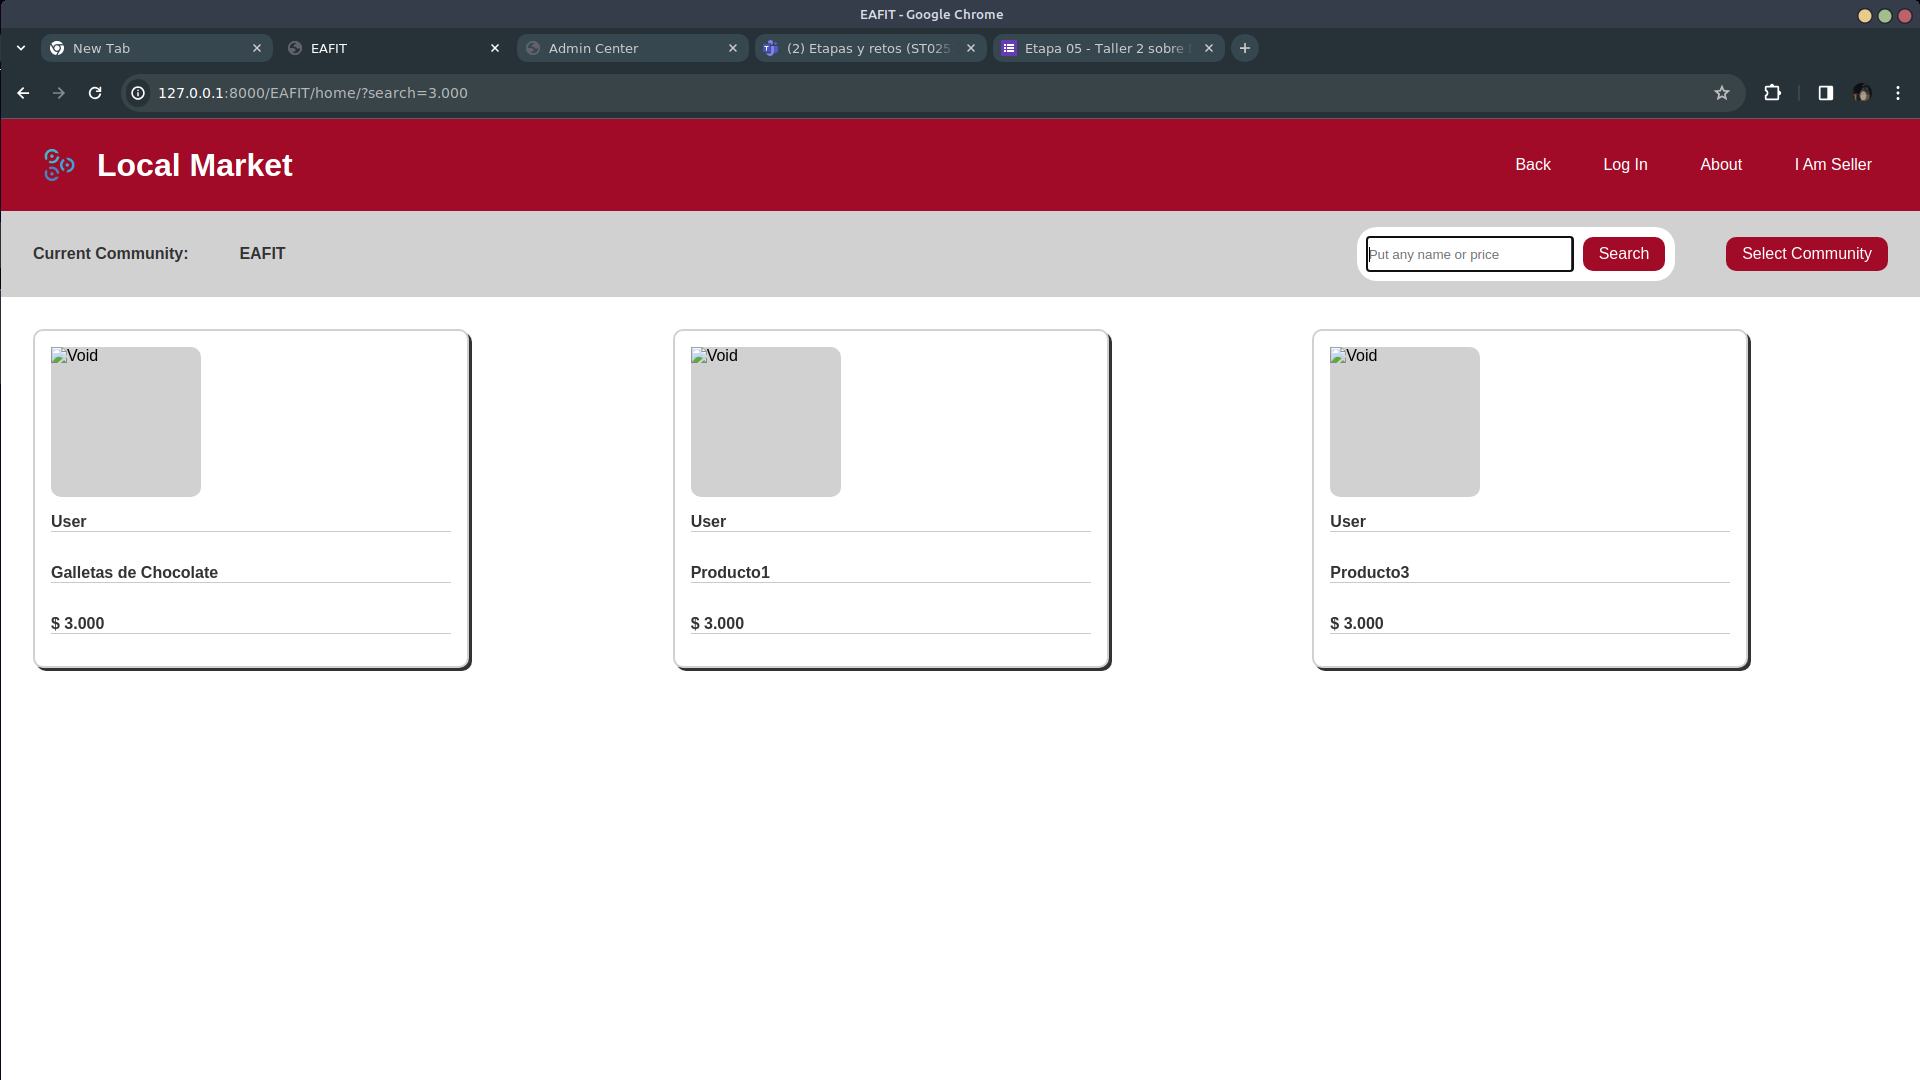 EAFIT - Google Chrome
New Tab
EAFIT
Admin Center
(2) Etapas y retos (ST025
Etapa 05 - Taller 2 sobre
127.0.0.1:8000/EAFIT/home/?search=3.000
Local Market
Back
Log In
About
I Am Seller
Current Community:
EAFIT
Put any name or price
Search
Select Community
Void
Void
Void
User
User
User
Galletas de Chocolate
Producto1
Producto3
$ 3.000
$ 3.000
$ 3.000